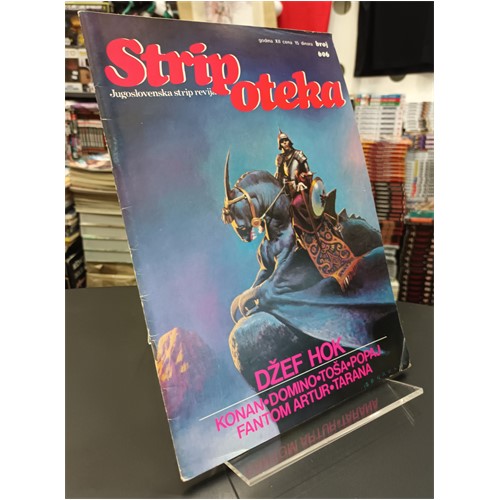 godina XII cena 15 dinara broj
606
Strip
oteka
Jugoslovenska strip revija
DŽEF HOK
KONAN•DOMINO•TOŠA•POPAJ
FANTOM ARTUR•TARANA